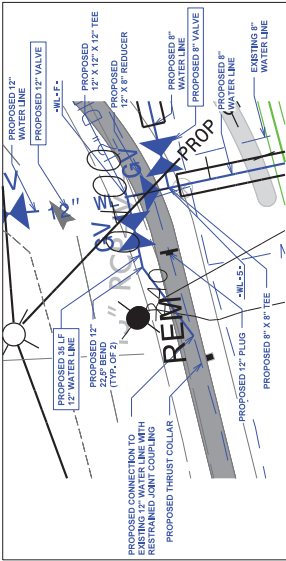 PROPOSED 12"
WATER LINE
PROPOSED 12" VALVE
-WL-F-
PROPOSED
12" X 12" X 12" TEE
PROPOSED
12" X 8" REDUCER
PROPOSED 8"
WATER LINE
PROPOSED 8" VALVE
PROPOSED 8"
WATER LINE
EXISTING 8"
WATER LINE
12"
GV
GV
PROP
REM
PROPOSED 35 LF
12" WATER LINE
PROPOSED 12"
22.5° BEND
(TYP. OF 2)
PROPOSED CONNECTION TO
EXISTING 12" WATER LINE WITH
RESTRAINED JOINT COUPLING
PROPOSED THRUST COLLAR
-WL-5-
PROPOSED 12" PLUG
PROPOSED 8" X 8" TEE